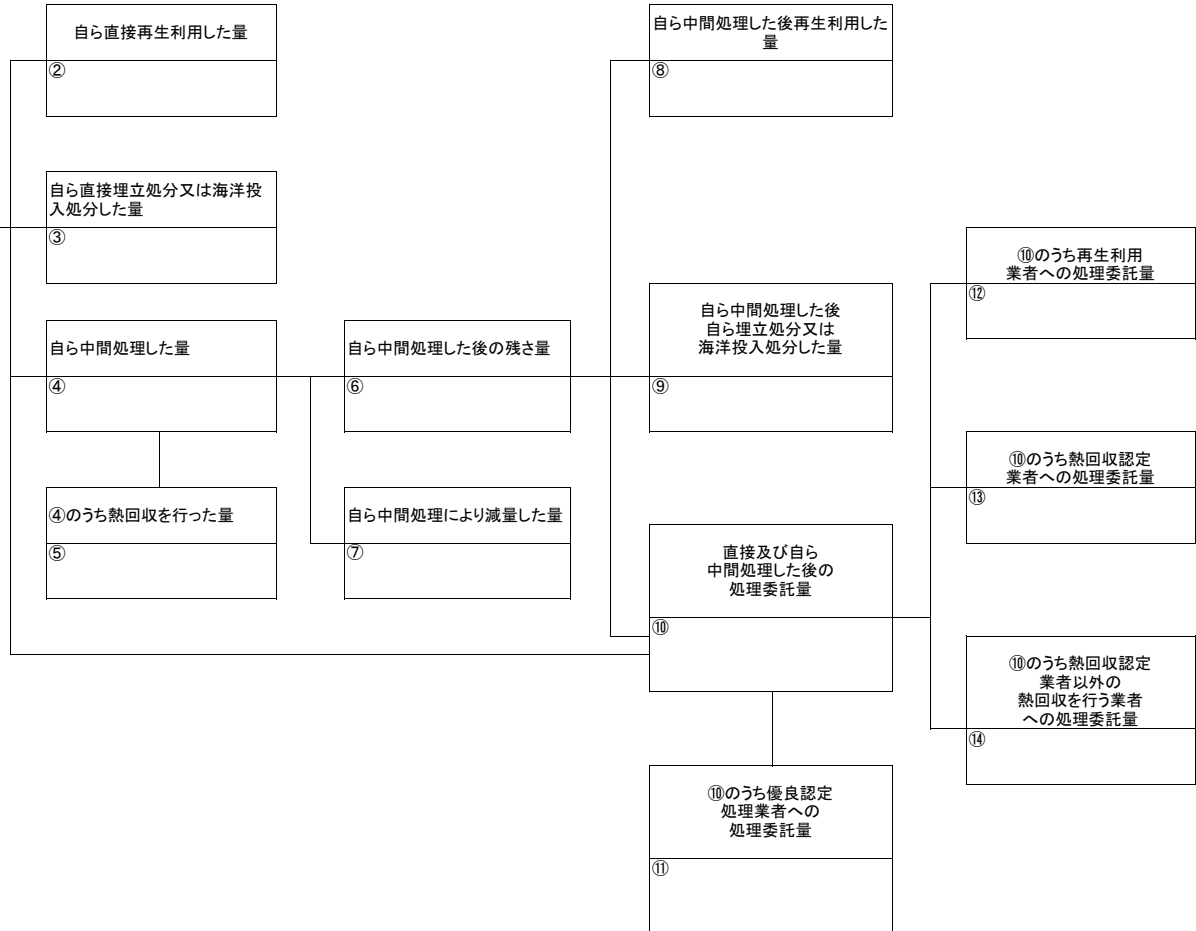 自ら直接再生利用した量
②
自ら直接埋立処分又は海洋投
入処分した量
③
自ら中間処理した量
④
④のうち熱回収を行った量
⑤
自ら中間処理した後の残さ量
⑥
自ら中間処理により減量した量
⑦
自ら中間処理した後再生利用した
量
⑧
自ら中間処理した後
自ら埋立処分又は
海洋投入処分した量
⑨
直接及び自ら
中間処理した後の
処理委託量
⑩
⑩のうち優良認定
処理業者への
処理委託量
⑪
⑩のうち再生利用
業者への処理委託量
⑫
⑩のうち熱回収認定
業者への処理委託量
⑬
⑩のうち熱回収認定
業者以外の
熱回収を行う業者
への処理委託量
⑭